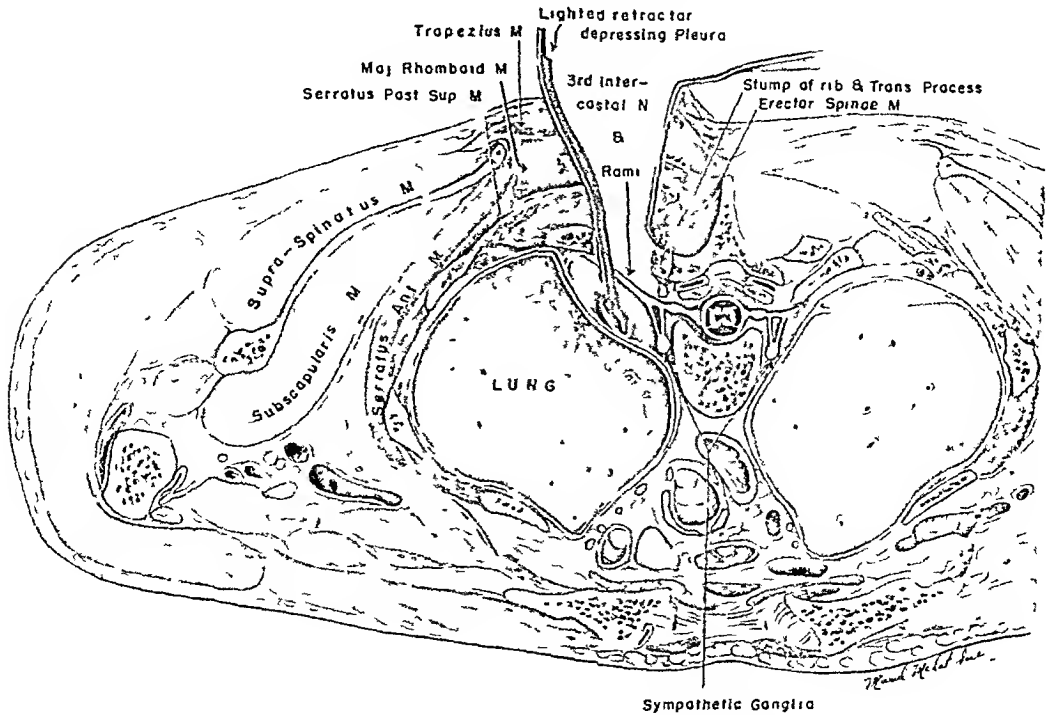 Lighted retractor
depressing Pleura
Trapezius M
Maj Rhomboid M
Serratus Post Sup M
3rd Inter-
costal N
&
Rami
Stump of rib & Trans Process
Erector Spinae M
Supra-Spinatus M
Subscapularis M
Serratus Ant M
LUNG
Sympathetic Ganglia